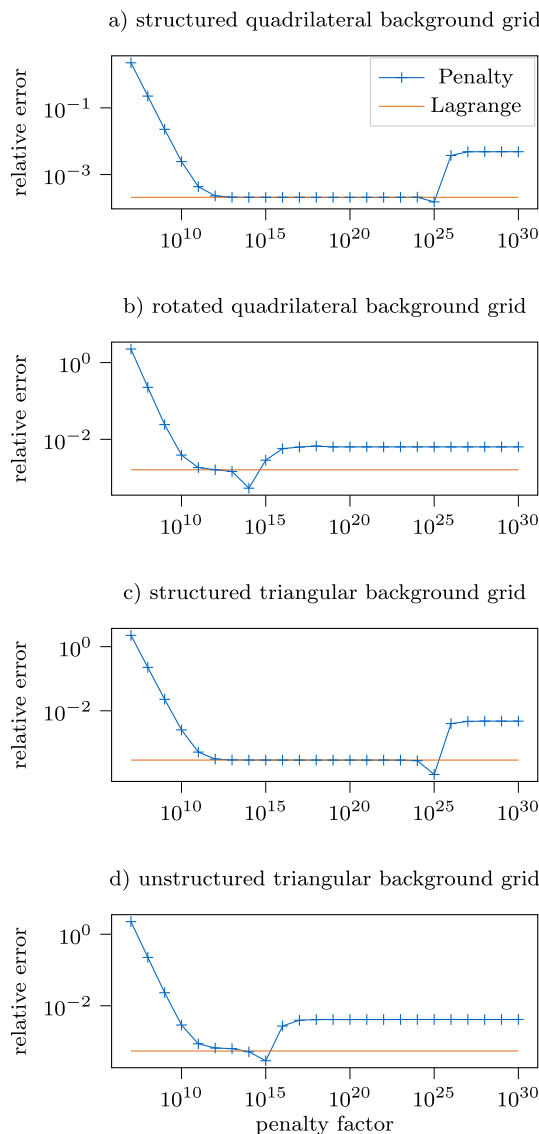 a) structured quadrilateral background grid
relative error
10^{-1}
10^{-3}
Penalty
Lagrange
10^{10} 10^{15} 10^{20} 10^{25} 10^{30}
b) rotated quadrilateral background grid
relative error
10^{0}
10^{-2}
10^{10} 10^{15} 10^{20} 10^{25} 10^{30}
c) structured triangular background grid
relative error
10^{0}
10^{-2}
10^{10} 10^{15} 10^{20} 10^{25} 10^{30}
d) unstructured triangular background grid
relative error
10^{0}
10^{-2}
10^{10} 10^{15} 10^{20} 10^{25} 10^{30}
penalty factor